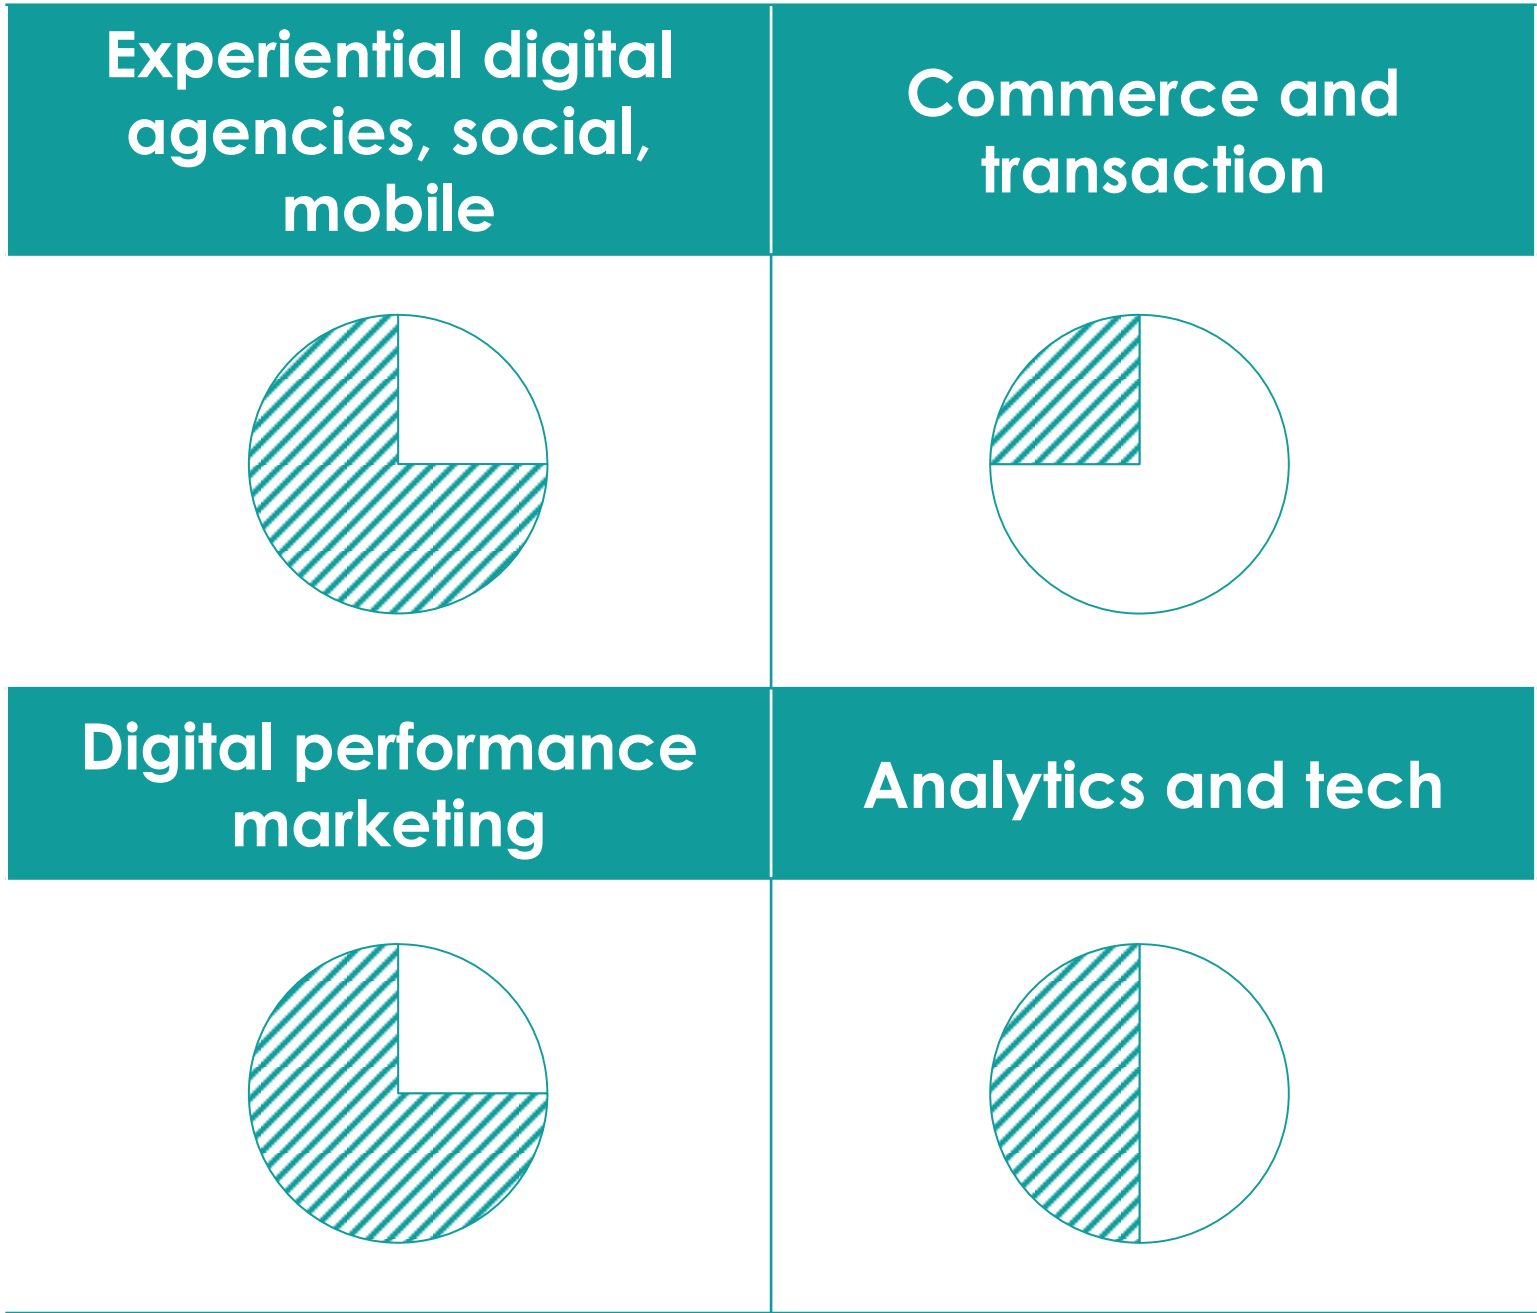 Experiential digital
agencies, social,
mobile
Commerce and
transaction
Digital performance
marketing
Analytics and tech